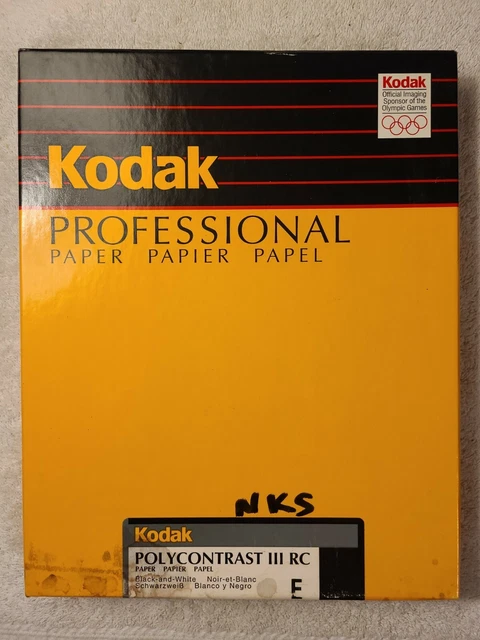 Kodak
Official Imaging
Sponsor of the
Olympic Games
Kodak
PROFESSIONAL
PAPER PAPIER PAPEL
NKS
Kodak
POLYCONTRAST III RC
PAPER PAPIER PAPEL
Black-and-White Noir-et-Blanc
Schwarzweiß Blanco y Negro
E